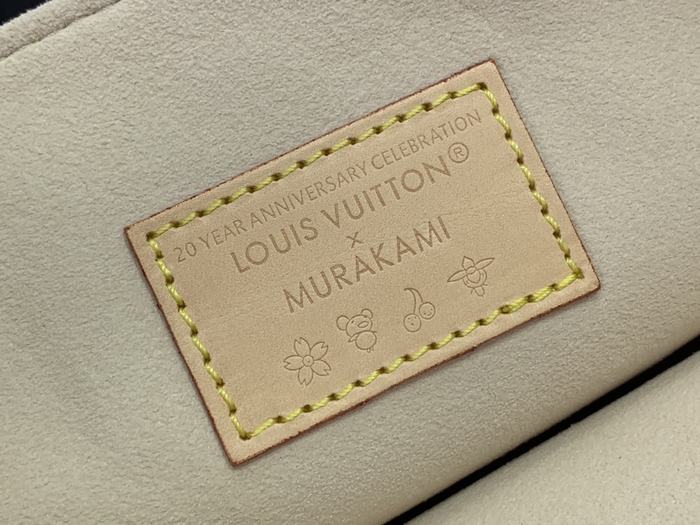 20 YEAR ANNIVERSARY CELEBRATION
LOUIS VUITTON®
x
MURAKAMI